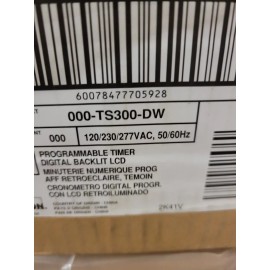 60078477705928
000-TS300-DW
000
120/230/277VAC, 50/60Hz
PROGRAMMABLE TIMER
DIGITAL BACKLIT LCD
MINUTERIE NUMERIQUE PROG
AFF RETROECLAIRE, TEMOIN
CRONOMETRO DIGITAL PROGR.
CON LCD RETROILUMINADO